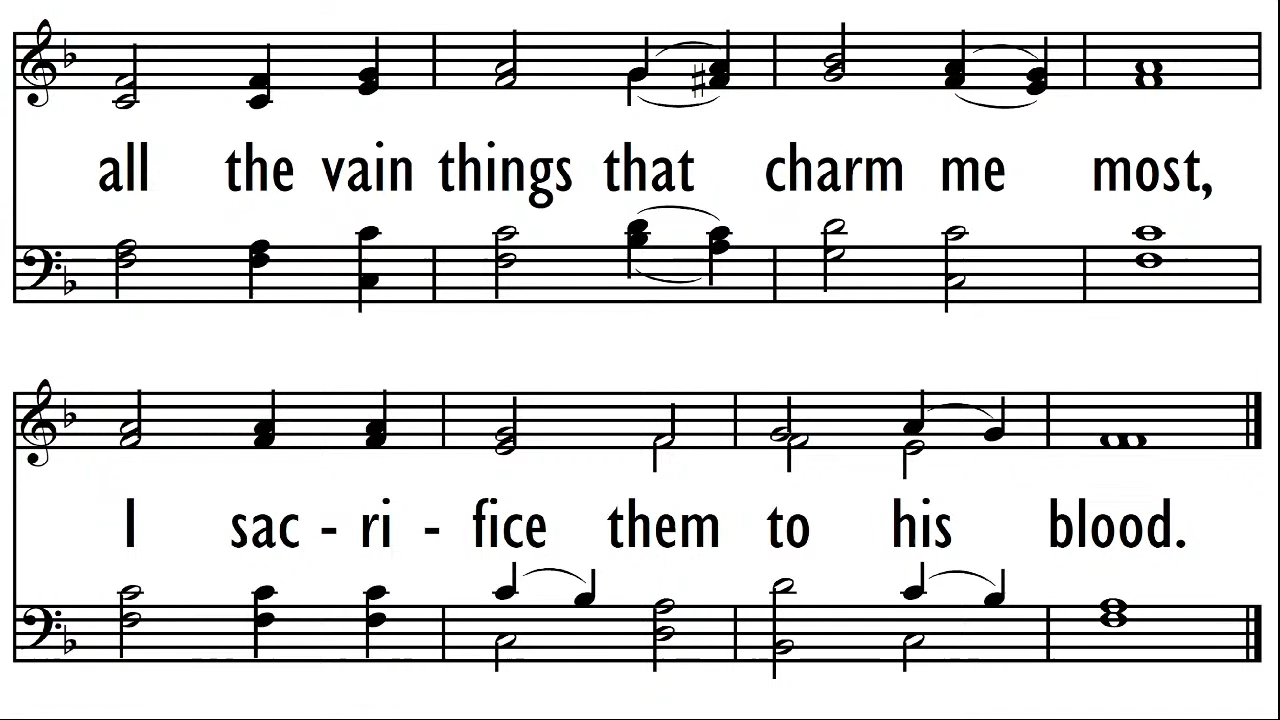 all the vain things that charm me most,
I sac - ri - fice them to his blood.